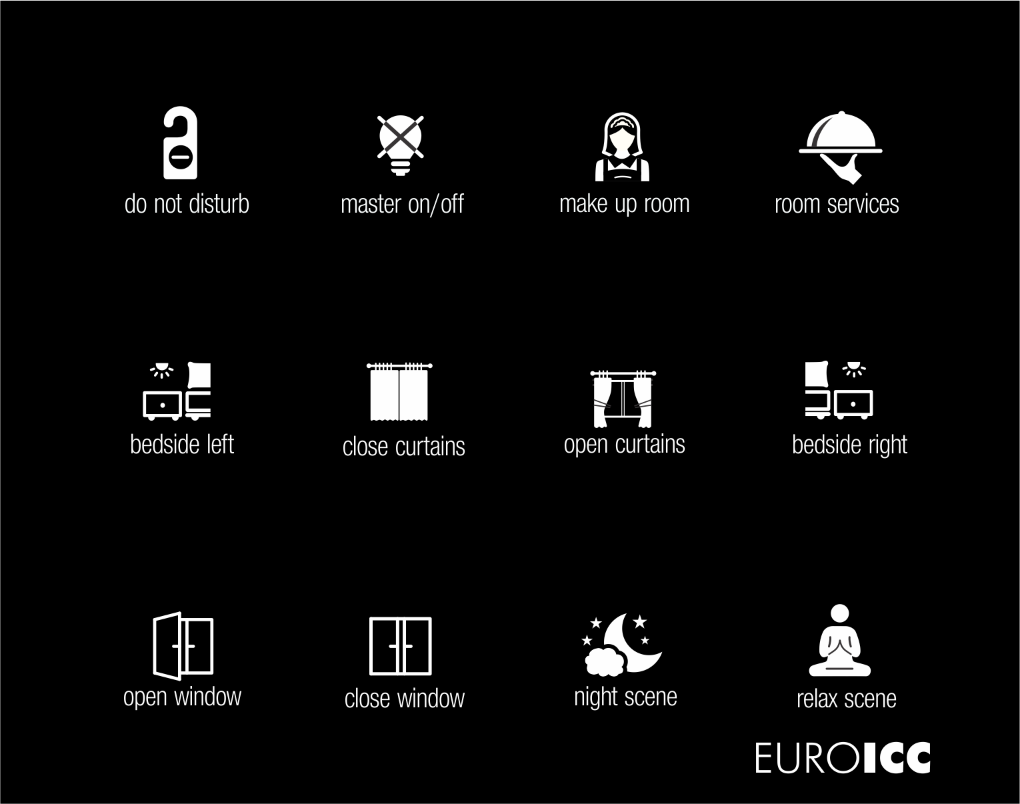 do not disturb
master on/off
make up room
room services
bedside left
close curtains
open curtains
bedside right
open window
close window
night scene
relax scene
EUROICC